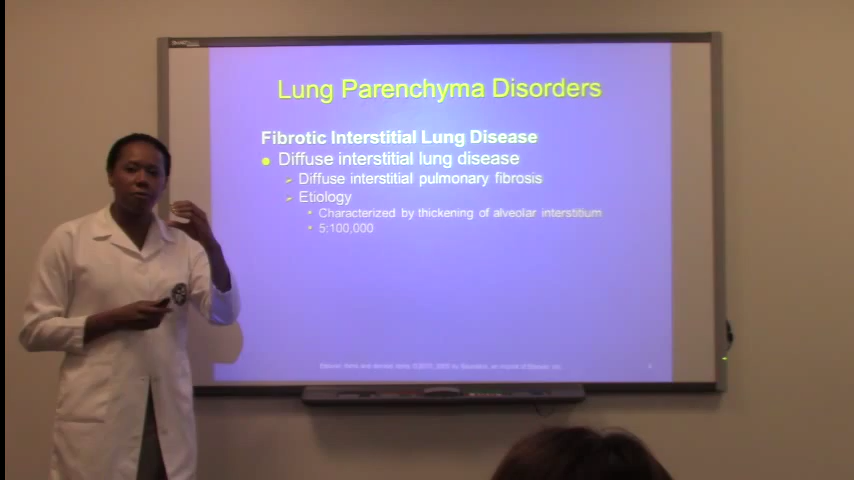 Lung Parenchyma Disorders
Fibrotic Interstitial Lung Disease
Diffuse interstitial lung disease
Diffuse interstitial pulmonary fibrosis
Etiology
Characterized by thickening of alveolar interstitium
5:100,000